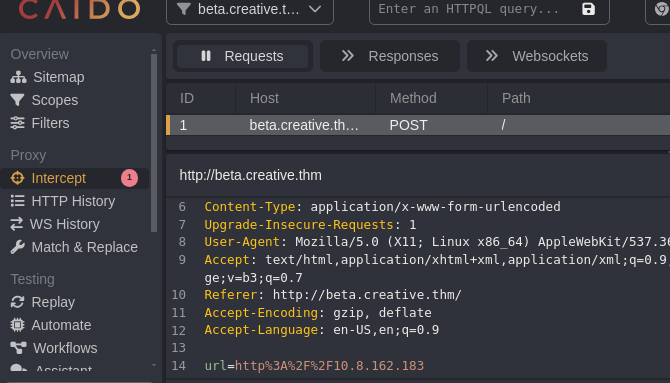 CAIDO
beta.creative.t...
Enter an HTTPQL query...
Overview
Sitemap
Scopes
Filters
Proxy
Intercept 1
HTTP History
WS History
Match & Replace
Testing
Replay
Automate
Workflows
Assistant
Requests Responses Websockets
ID Host Method Path
1 beta.creative.th... POST /
http://beta.creative.thm
6 Content-Type: application/x-www-form-urlencoded
7 Upgrade-Insecure-Requests: 1
8 User-Agent: Mozilla/5.0 (X11; Linux x86_64) AppleWebKit/537.36
9 Accept: text/html,application/xhtml+xml,application/xml;q=0.9,
ge;v=b3;q=0.7
10 Referer: http://beta.creative.thm/
11 Accept-Encoding: gzip, deflate
12 Accept-Language: en-US,en;q=0.9
13
14 url=http%3A%2F%2F10.8.162.183